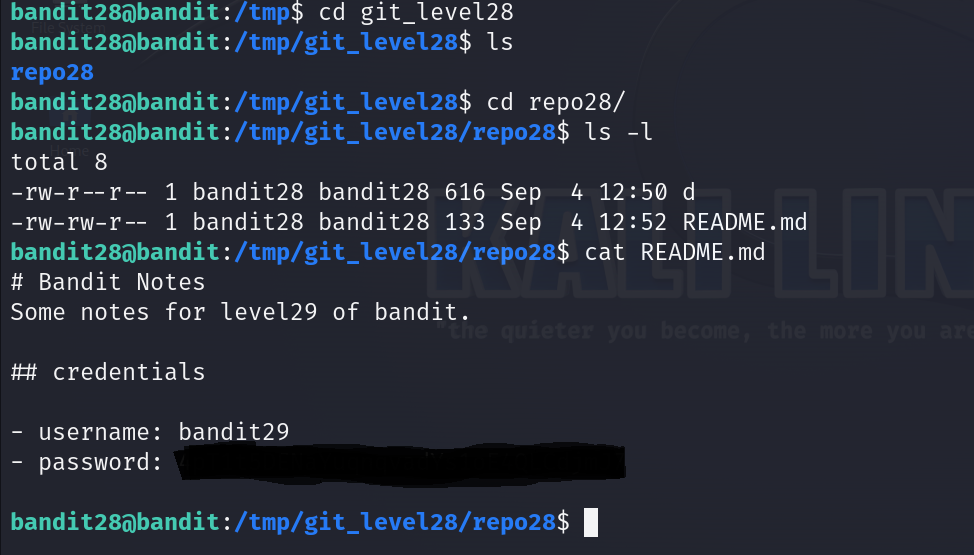 bandit28@bandit:/tmp$ cd git_level28
bandit28@bandit:/tmp/git_level28$ ls
repo28
bandit28@bandit:/tmp/git_level28$ cd repo28/
bandit28@bandit:/tmp/git_level28/repo28$ ls -l
total 8
-rw-r--r-- 1 bandit28 bandit28 616 Sep  4 12:50 d
-rw-rw-r-- 1 bandit28 bandit28 133 Sep  4 12:52 README.md
bandit28@bandit:/tmp/git_level28/repo28$ cat README.md
# Bandit Notes
Some notes for level29 of bandit.
## credentials
- username: bandit29
- password:
bandit28@bandit:/tmp/git_level28/repo28$
KALI LIN
"the quieter you become, the more you are
Home